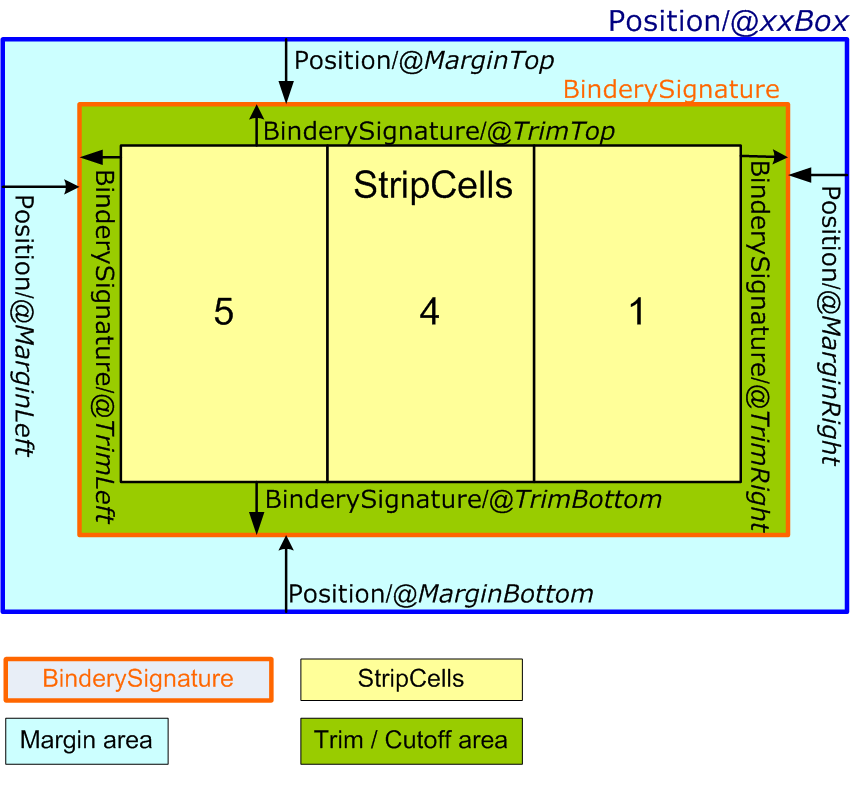 Position/@xxBox
Position/@MarginTop
BinderySignature
BinderySignature/@TrimTop
StripCells
Position/@MarginLeft
BinderySignature/@TrimLeft
5
4
1
BinderySignature/@TrimRight
Position/@MarginRight
BinderySignature/@TrimBottom
Position/@MarginBottom
BinderySignature
StripCells
Margin area
Trim / Cutoff area